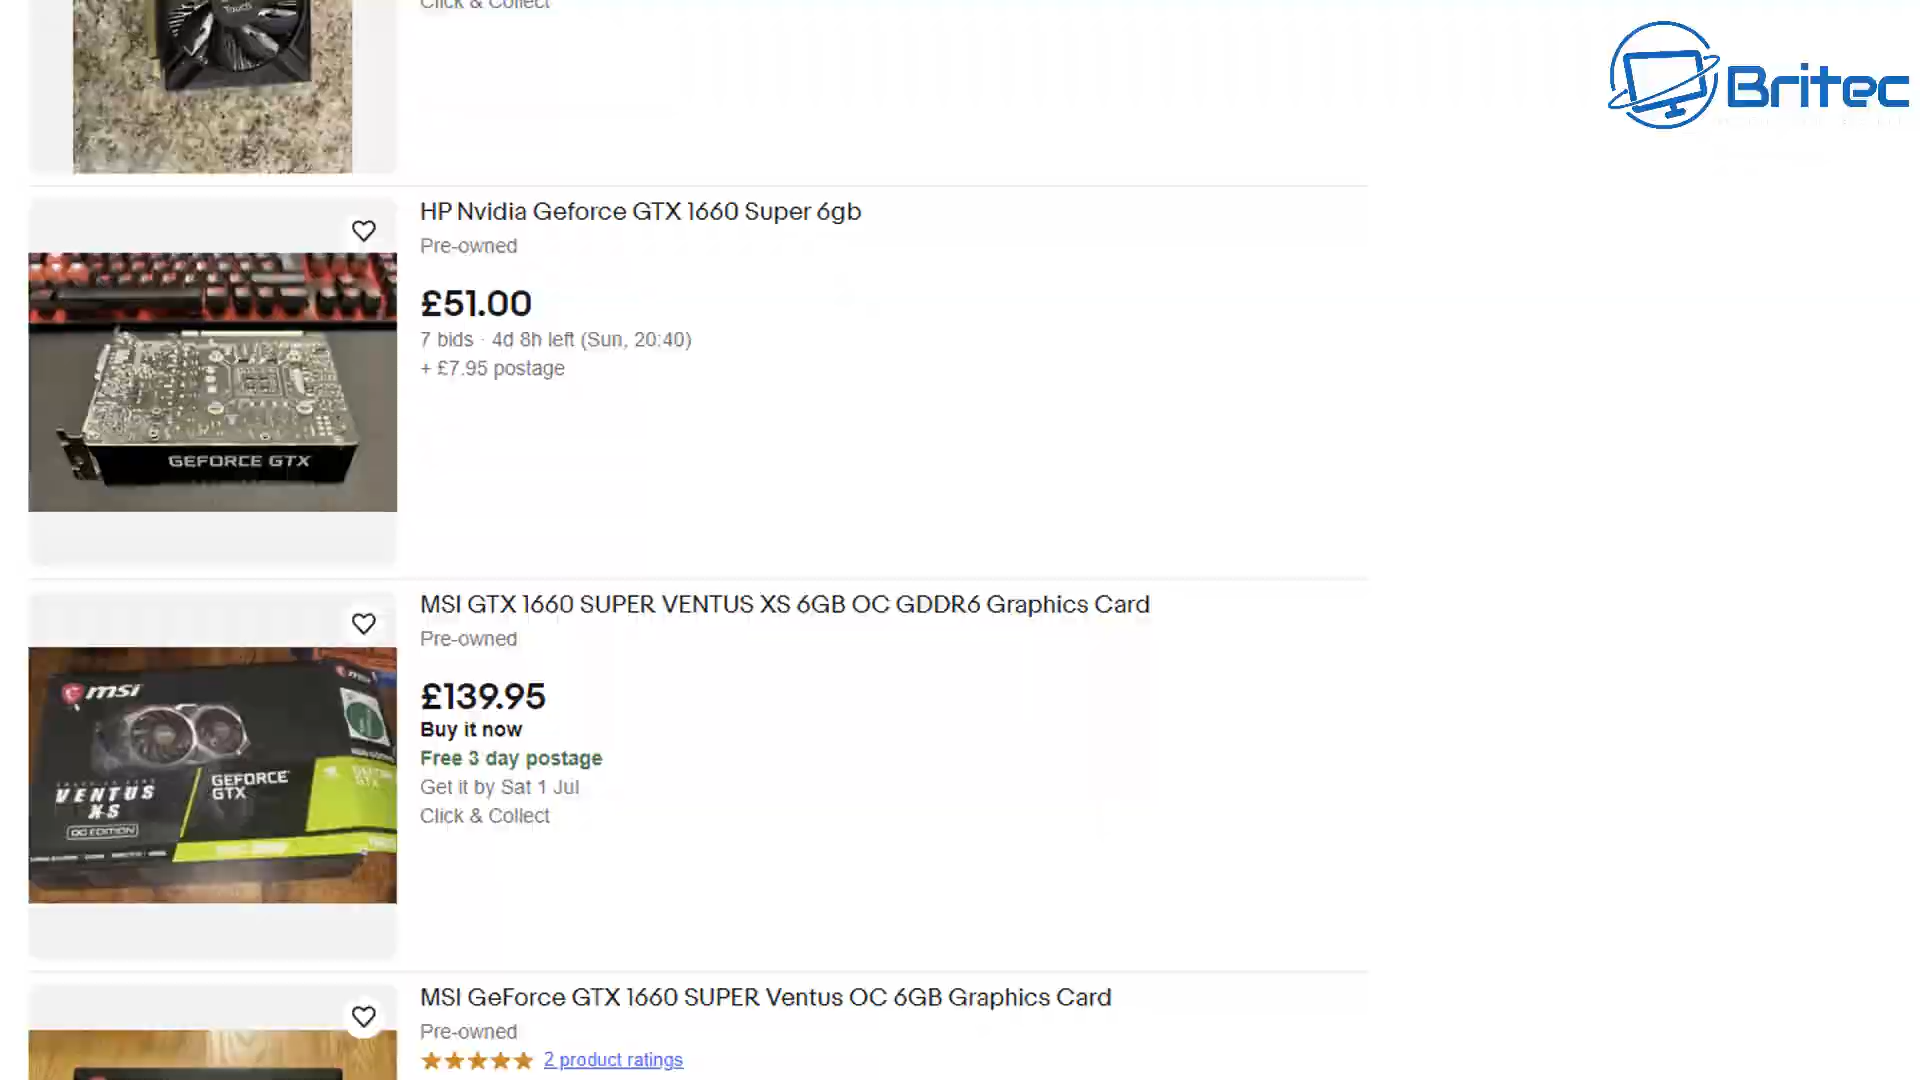 Click & Collect
Touch
Britec
HP Nvidia Geforce GTX 1660 Super 6gb
Pre-owned
£51.00
7 bids · 4d 8h left (Sun, 20:40)
+ £7.95 postage
GEFORCE GTX
MSI GTX 1660 SUPER VENTUS XS 6GB OC GDDR6 Graphics Card
Pre-owned
£139.95
Buy it now
Free 3 day postage
Get it by Sat 1 Jul
Click & Collect
msi
msi
GEFORCE
GTX
VENTUS
XS
OC EDITION
MSI GeForce GTX 1660 SUPER Ventus OC 6GB Graphics Card
Pre-owned
2 product ratings